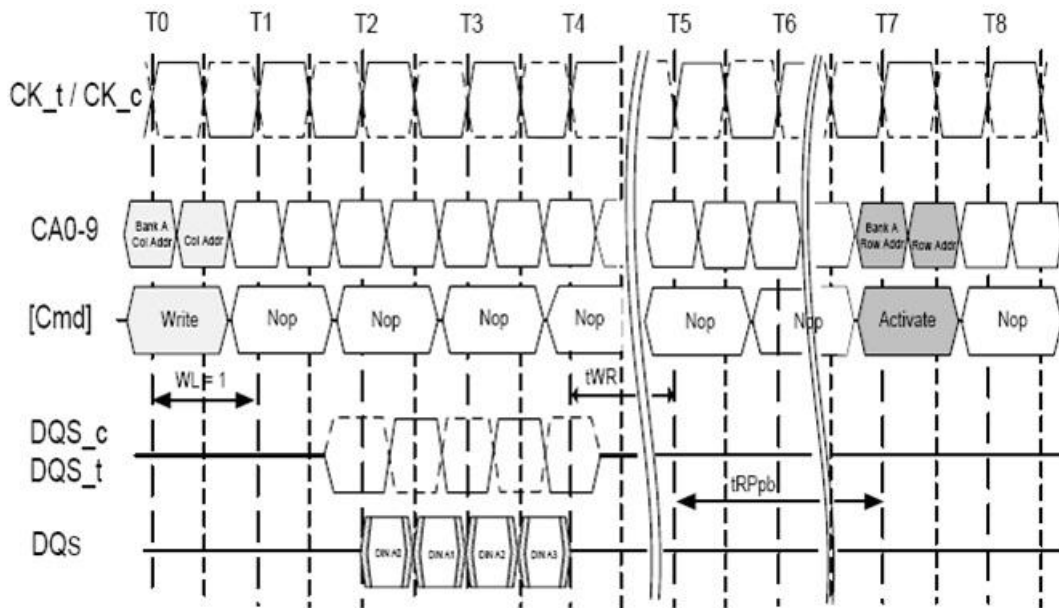 T0 T1 T2 T3 T4 T5 T6 T7 T8
CK_t / CK_c
CA0-9
Bank A
Col Addr
Col Addr
Bank A
Row Addr
Row Addr
[Cmd]
Write Nop Nop Nop Nop Nop Nop Activate Nop
WL = 1
tWR
DQS_c
DQS_t
tRPpb
DQs
DIN A0 DIN A1 DIN A2 DIN A3